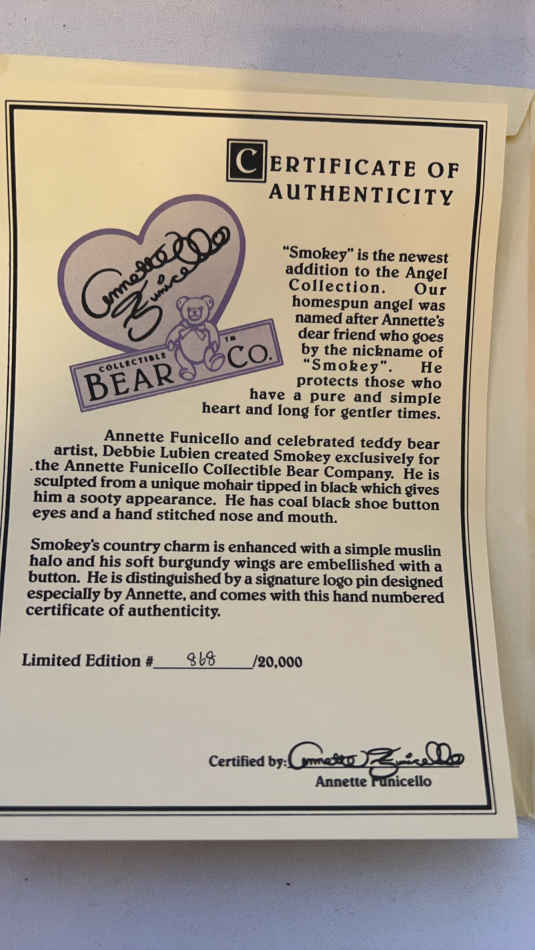 CERTIFICATE OF
AUTHENTICITY
Annette
Funicello
COLLECTIBLE
BEAR CO.™
"Smokey" is the newest
addition to the Angel
Collection. Our
homespun angel was
named after Annette's
dear friend who goes
by the nickname of
"Smokey". He
protects those who
have a pure and simple
heart and long for gentler times.
Annette Funicello and celebrated teddy bear
artist, Debbie Lubien created Smokey exclusively for
the Annette Funicello Collectible Bear Company. He is
sculpted from a unique mohair tipped in black which gives
him a sooty appearance. He has coal black shoe button
eyes and a hand stitched nose and mouth.
Smokey's country charm is enhanced with a simple muslin
halo and his soft burgundy wings are embellished with a
button. He is distinguished by a signature logo pin designed
especially by Annette, and comes with this hand numbered
certificate of authenticity.
Limited Edition # 868 /20,000
Certified by: Annette Funicello
Annette Funicello